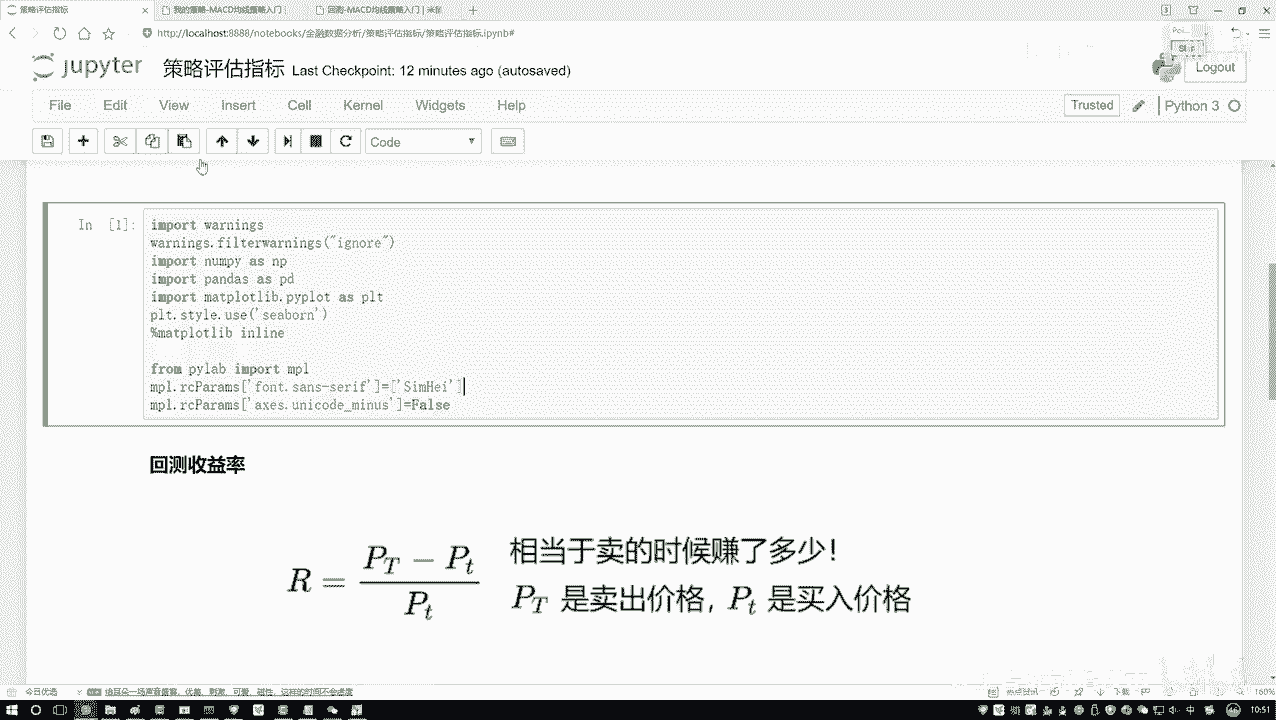 策略评估指标
我的策略-MACD均线策略入门
回测-MACD均线策略入门 | 米筐
http://localhost:8888/notebooks/金融数据分析/策略评估指标/策略评估指标.ipynb#
jupyter 策略评估指标 Last Checkpoint: 12 minutes ago (autosaved)
Logout
File Edit View Insert Cell Kernel Widgets Help
Trusted
Python 3
Code
In [1]:
import warnings
warnings.filterwarnings("ignore")
import numpy as np
import pandas as pd
import matplotlib.pyplot as plt
plt.style.use('seaborn')
%matplotlib inline
from pylab import mpl
mpl.rcParams['font.sans-serif']=['SimHei']
mpl.rcParams['axes.unicode_minus']=False
回测收益率
R = (P_T − P_t) / P_t
相当于卖的时候赚了多少！
P_T 是卖出价格，P_t 是买入价格
今日优选
下载
160%
中
10:51